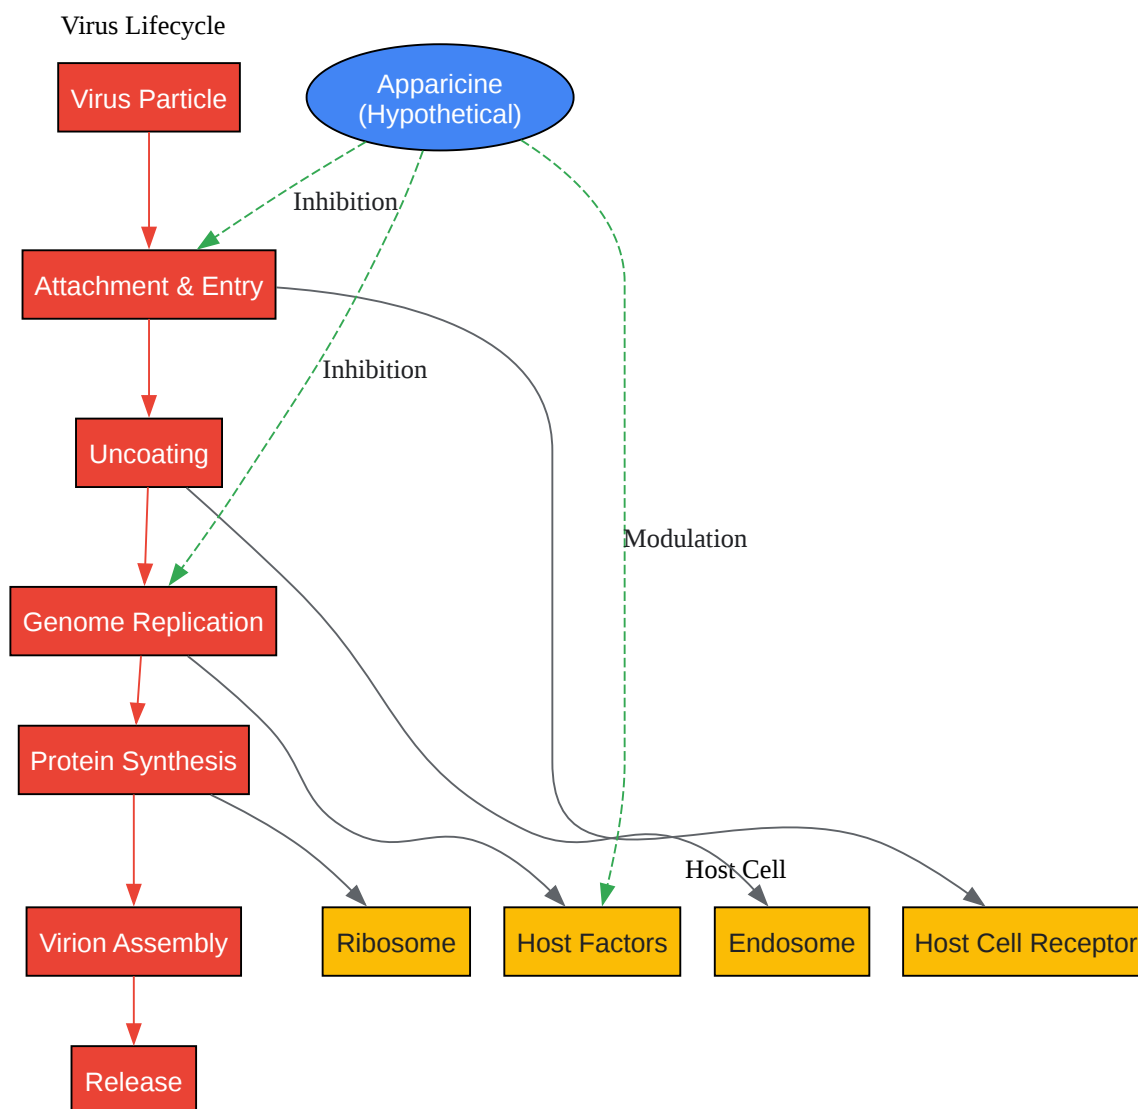 Virus Lifecycle
Virus Particle
Apparicine
(Hypothetical)
Inhibition
Attachment & Entry
Inhibition
Uncoating
Modulation
Genome Replication
Protein Synthesis
Host Cell
Virion Assembly
Ribosome
Host Factors
Endosome
Host Cell Receptor
Release